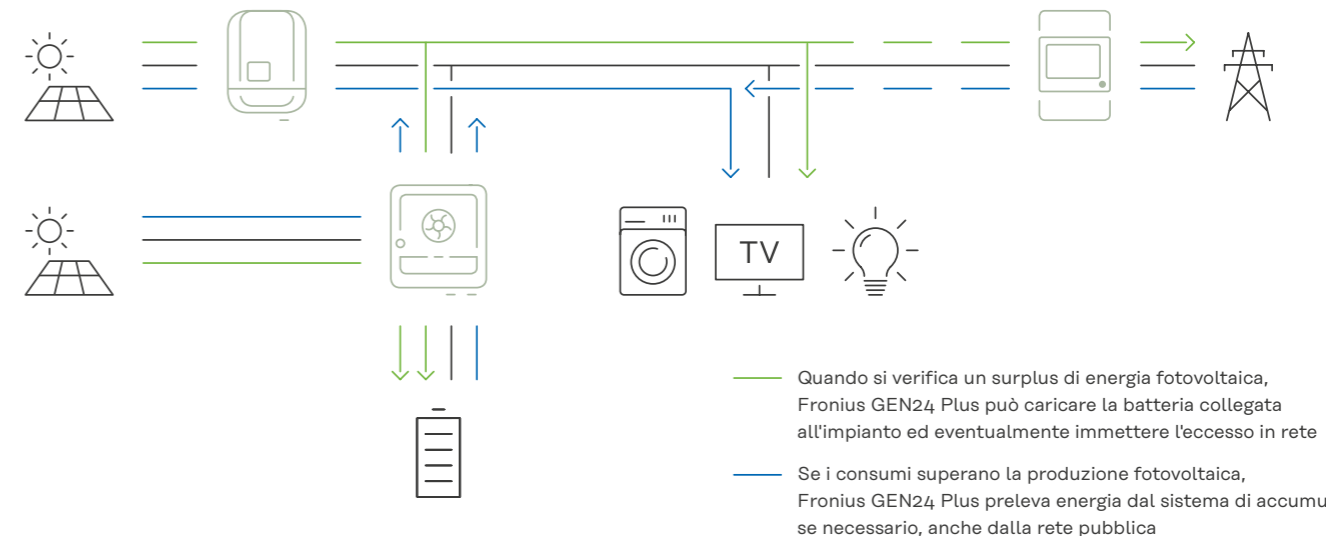 TV
Quando si verifica un surplus di energia fotovoltaica,
Fronius GEN24 Plus può caricare la batteria collegata
all'impianto ed eventualmente immettere l'eccesso in rete
Se i consumi superano la produzione fotovoltaica,
Fronius GEN24 Plus preleva energia dal sistema di accumu
se necessario, anche dalla rete pubblica